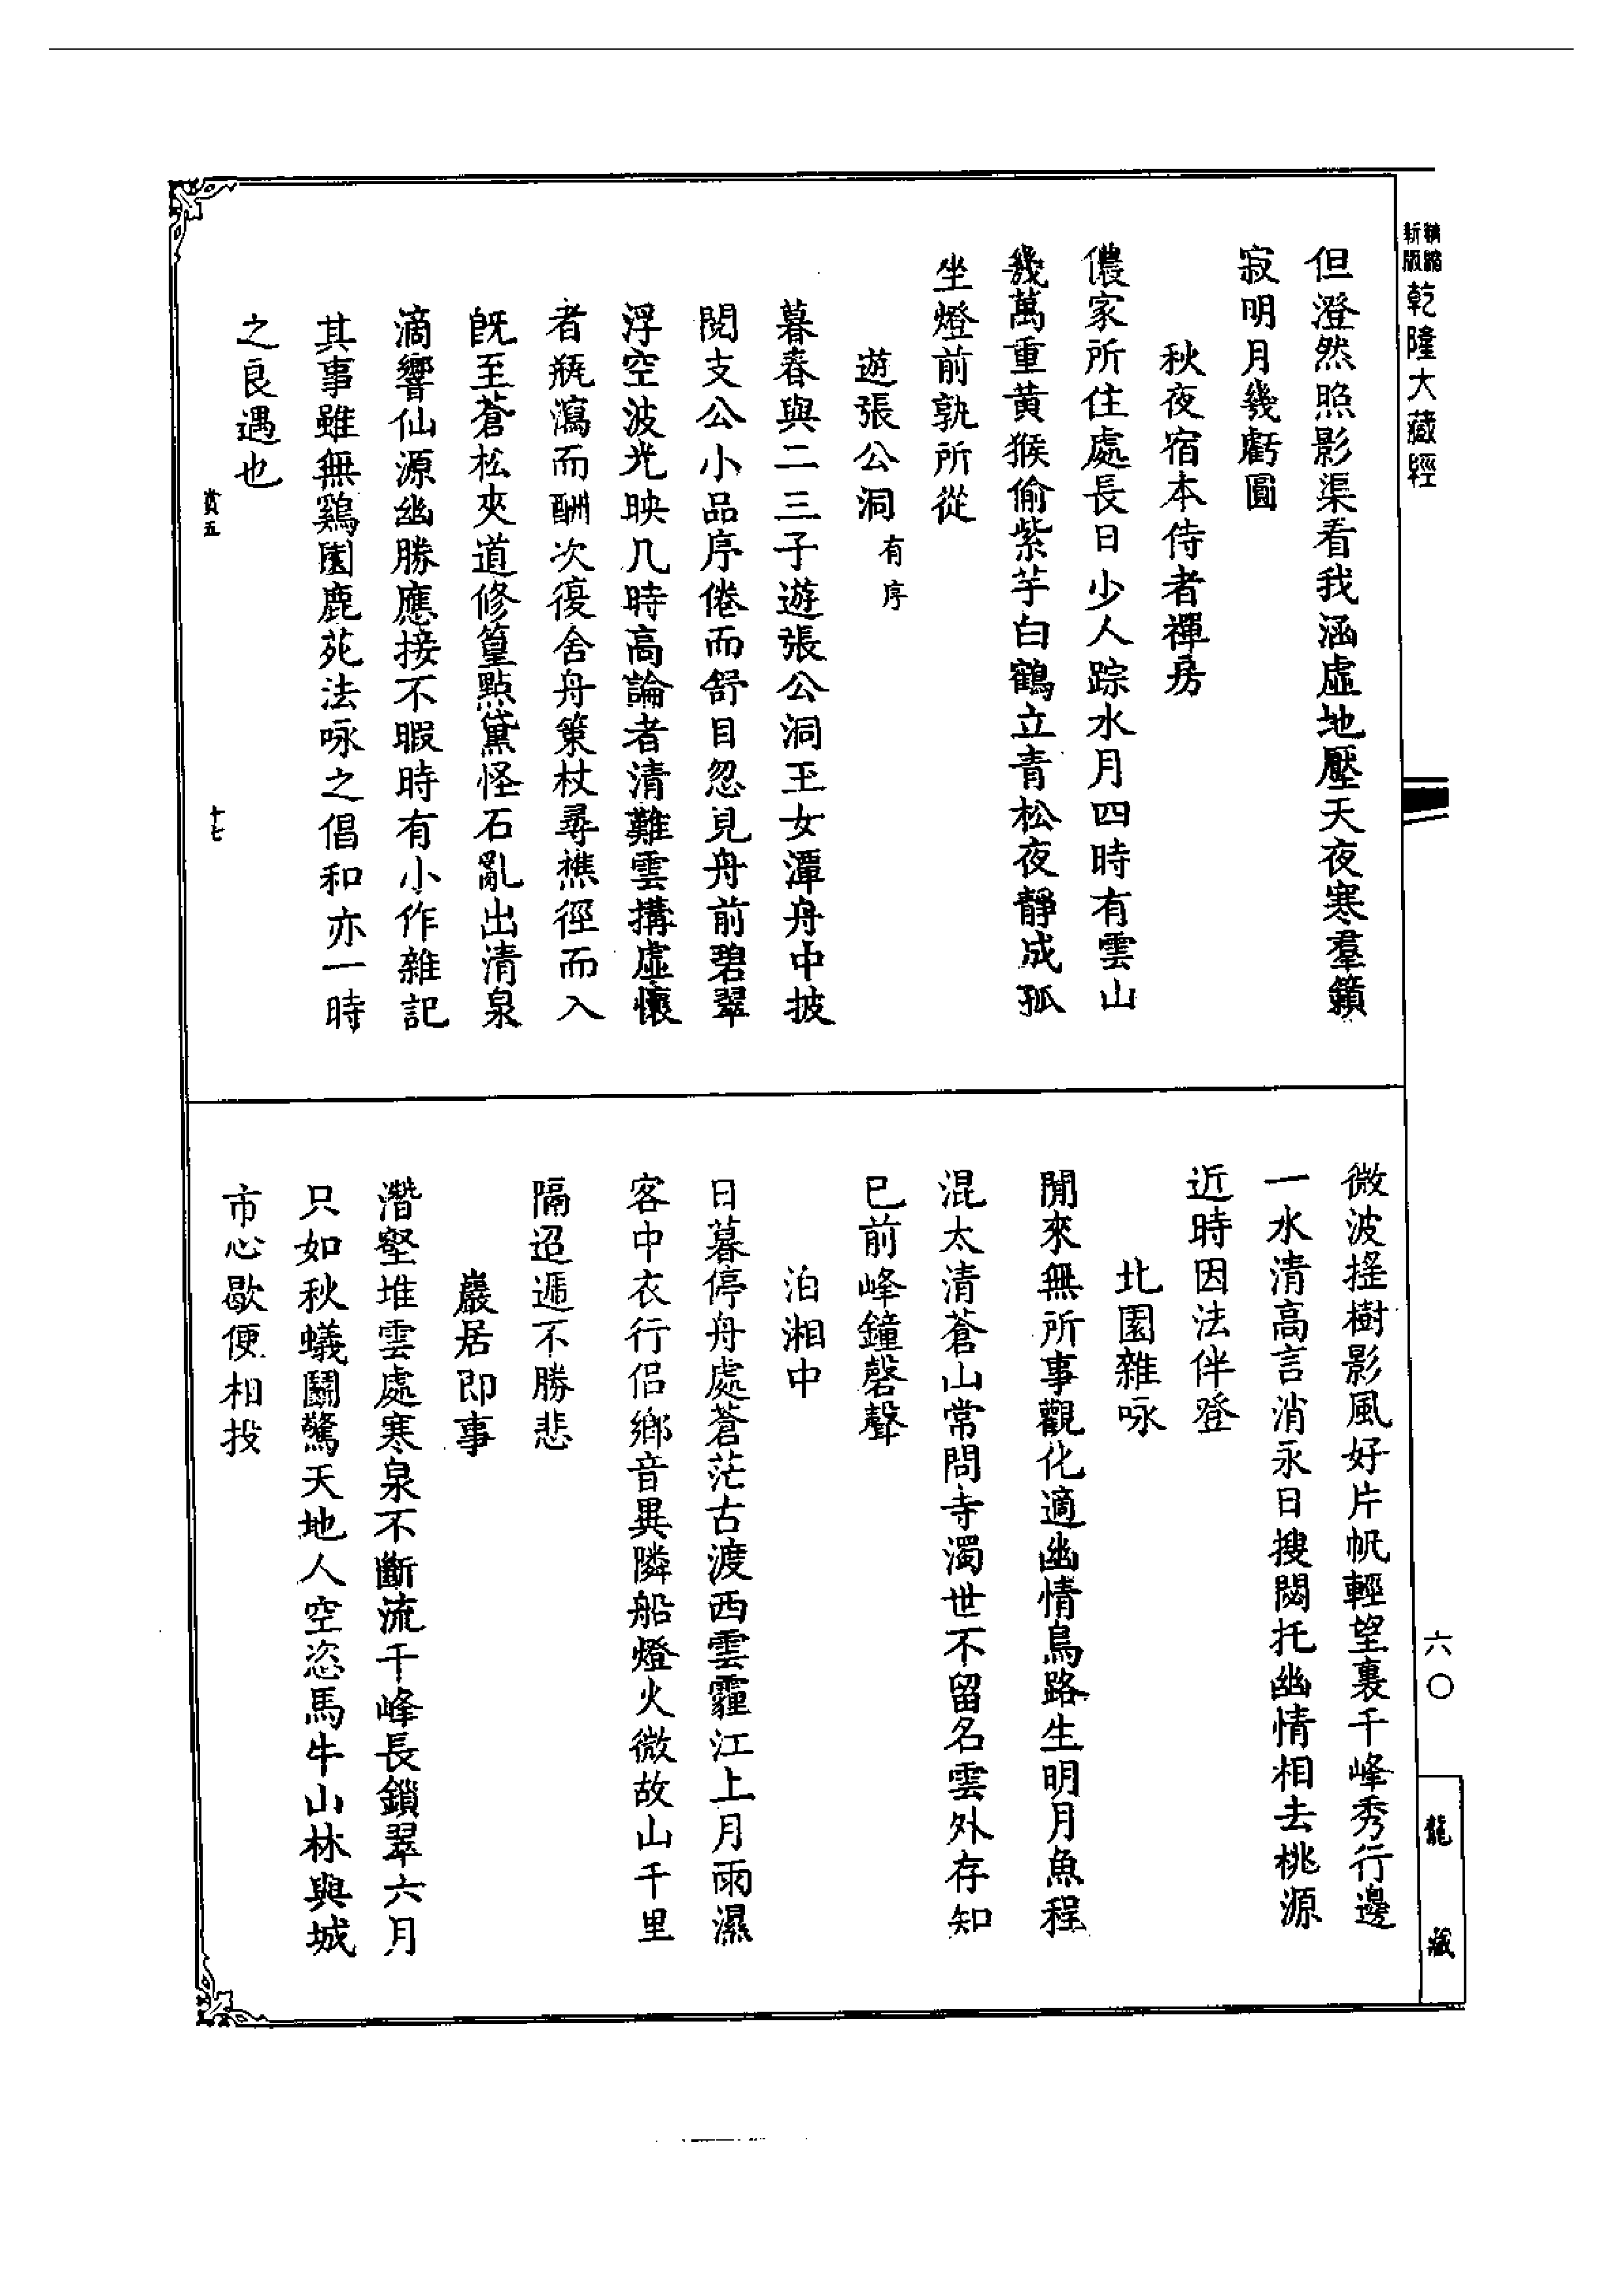 精縮新版乾隆大藏經
但澄然照影渠看我涵虛地壓天夜寒羣籟
寂明月幾虧圓
秋夜宿本侍者禪房
儂家所住處長日少人踪水月四時有雲山
幾萬重黃猴偷紫芋白鶴立青松夜靜成孤
坐燈前孰所從
遊張公洞有序
暮春與二三子遊張公洞玉女潭舟中披
閱支公小品序倦而舒目忽見舟前碧翠
浮空波光映几時高論者清難雲搆虛懷
者瓶瀉而酬次復舍舟策杖尋樵徑而入
旣至蒼松夾道修篁點黛怪石亂出清泉
滴響仙源幽勝應接不暇時有小作雜記
其事雖無鷄園鹿苑法咏之倡和亦一時
之良遇也
賞五
十七
微波搖樹影風好片帆輕望裏千峰秀行邊
一水清高言消永日搜閱托幽情相去桃源
近時因法伴登
北園雜咏
閒來無所事觀化適幽情鳥路生明月魚程
混太清蒼山常問寺濁世不留名雲外存知
已前峰鐘磬聲
泊湘中
日暮停舟處蒼茫古渡西雲霾江上月雨濕
客中衣行侶鄉音異隣船燈火微故山千里
隔迢遞不勝悲
巖居即事
濳壑堆雲處寒泉不斷流千峰長鎖翠六月
只如秋蟻鬭驚天地人空恣馬牛山林與城
市心歇便相投
六〇
龍藏